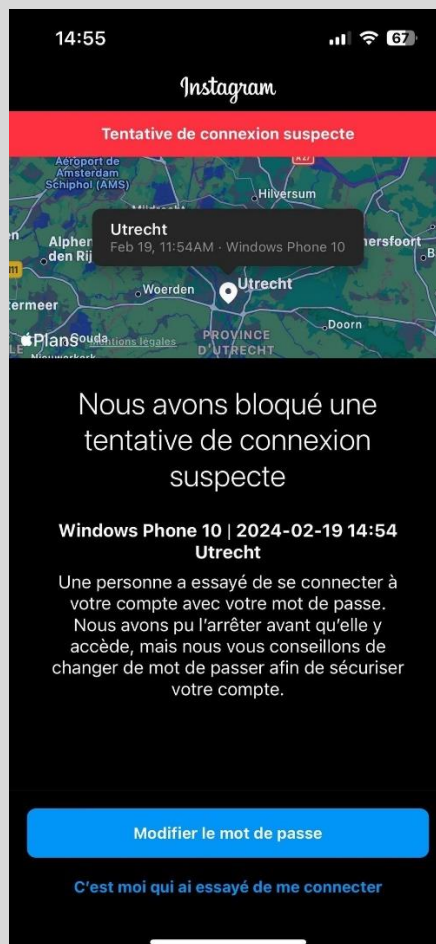 14:55
67
Instagram
Tentative de connexion suspecte
Aéroport de
Amsterdam
Schiphol (AMS)
A27
Hilversum
Utrecht
Feb 19, 11:54AM · Windows Phone 10
Alphen
den Rij
ersfoort
Woerden
Utrecht
ermeer
Doorn
Plans
Gouda
Mentions légales
PROVINCE
D'UTRECHT
Nous avons bloqué une
tentative de connexion
suspecte
Windows Phone 10 | 2024-02-19 14:54
Utrecht
Une personne a essayé de se connecter à
votre compte avec votre mot de passe.
Nous avons pu l'arrêter avant qu'elle y
accède, mais nous vous conseillons de
changer de mot de passer afin de sécuriser
votre compte.
Modifier le mot de passe
C'est moi qui ai essayé de me connecter